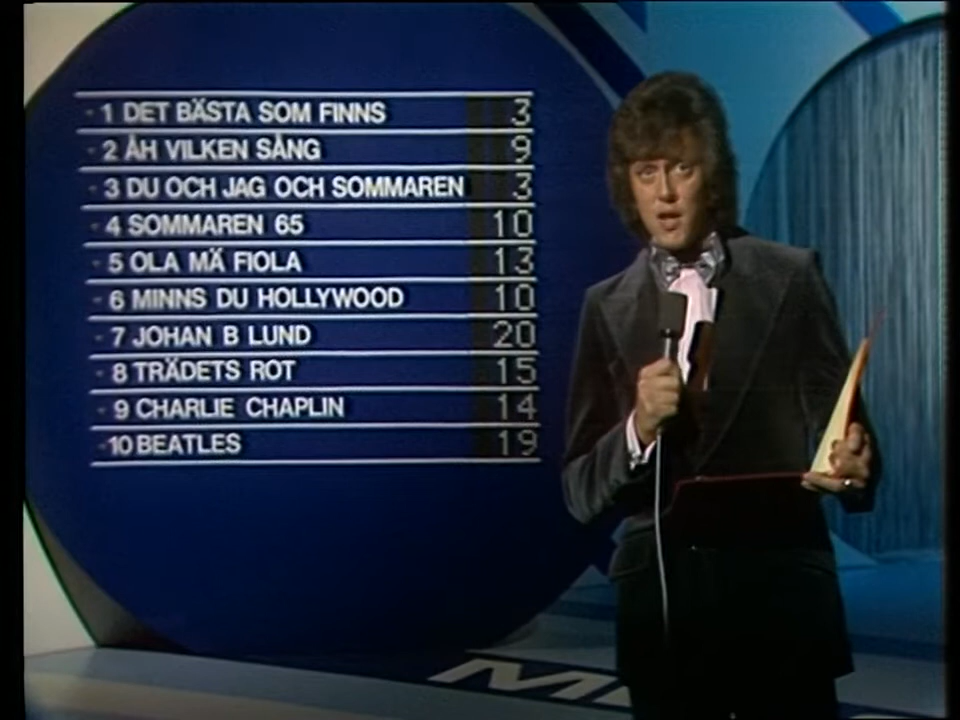 1 DET BÄSTA SOM FINNS 3
2 ÅH VILKEN SÅNG 9
3 DU OCH JAG OCH SOMMAREN 3
4 SOMMAREN 65 10
5 OLA MÄ FIOLA 13
6 MINNS DU HOLLYWOOD 10
7 JOHAN B LUND 20
8 TRÄDETS ROT 15
9 CHARLIE CHAPLIN 14
10 BEATLES 19